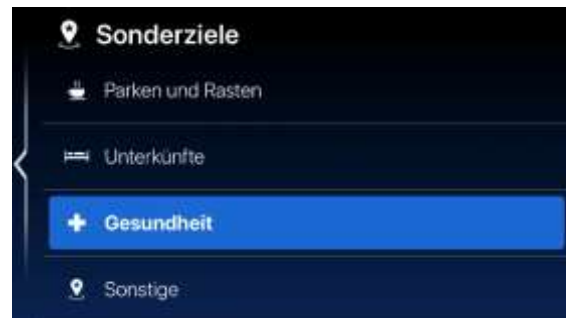 Sonderziele
Parken und Rasten
Unterkünfte
Gesundheit
Sonstige